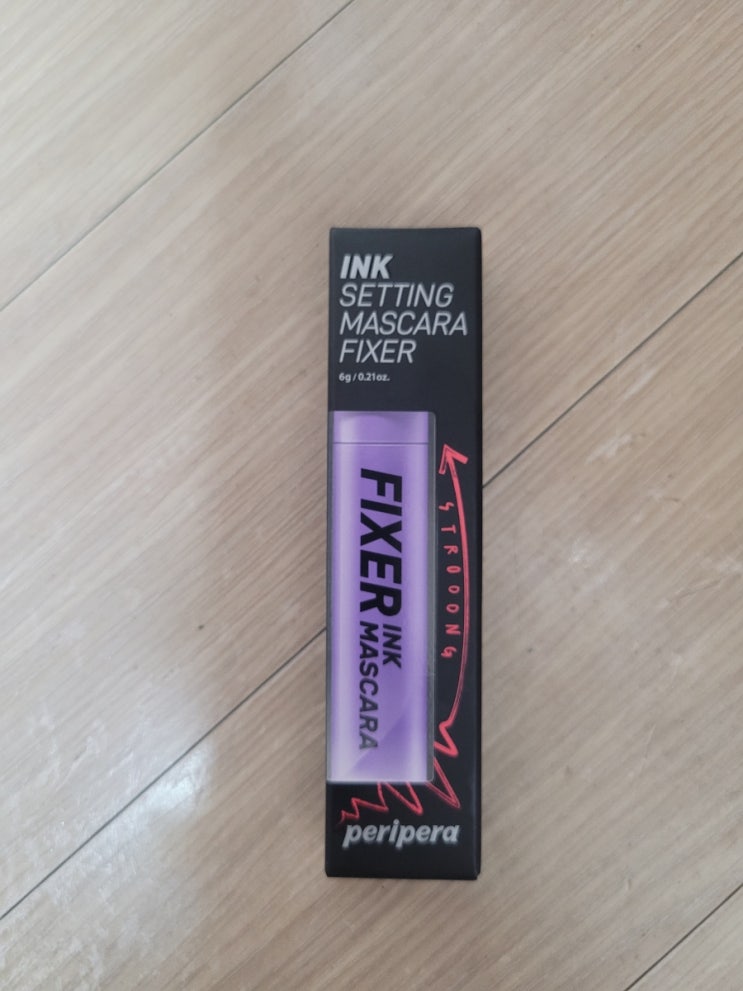 INK
SETTING
MASCARA
FIXER
6g / 0.21oz.
FIXER INK
MASCARA
STROOONG
peripera